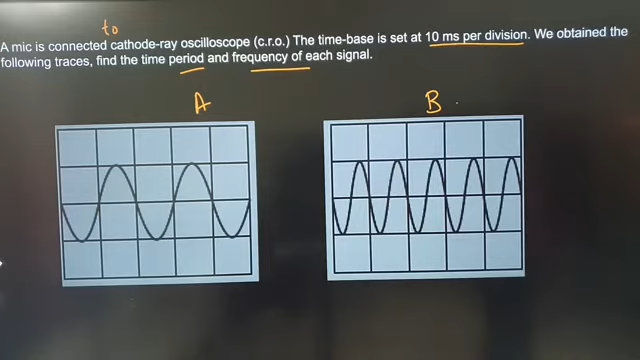 to
A mic is connected cathode-ray oscilloscope (c.r.o.) The time-base is set at 10 ms per division. We obtained the
following traces, find the time period and frequency of each signal.
A
B